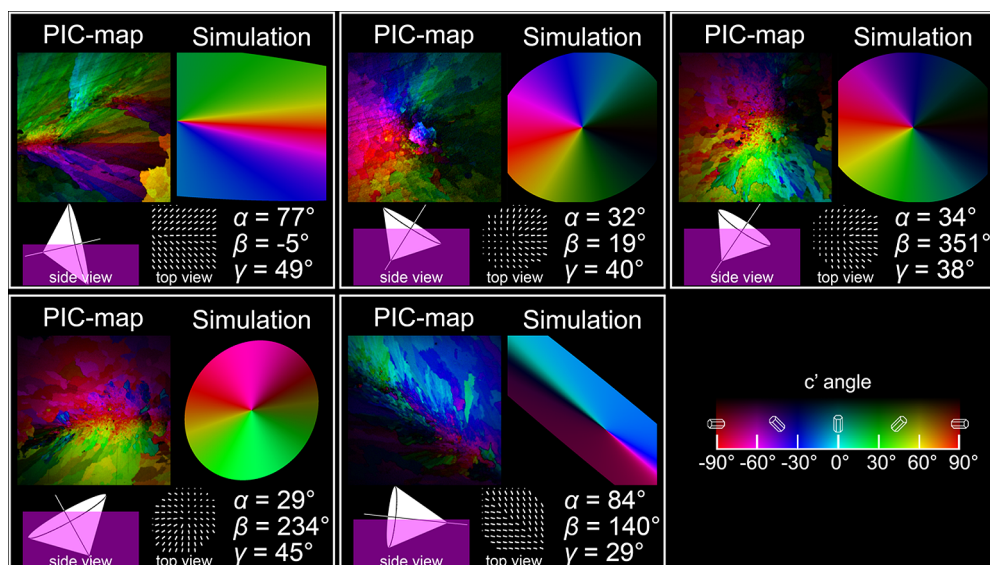 PIC-map Simulation
α = 77°
β = -5°
γ = 49°
side view top view
PIC-map Simulation
α = 32°
β = 19°
γ = 40°
side view top view
PIC-map Simulation
α = 34°
β = 351°
γ = 38°
side view top view
PIC-map Simulation
α = 29°
β = 234°
γ = 45°
side view top view
PIC-map Simulation
α = 84°
β = 140°
γ = 29°
side view top view
c' angle
-90° -60° -30° 0° 30° 60° 90°